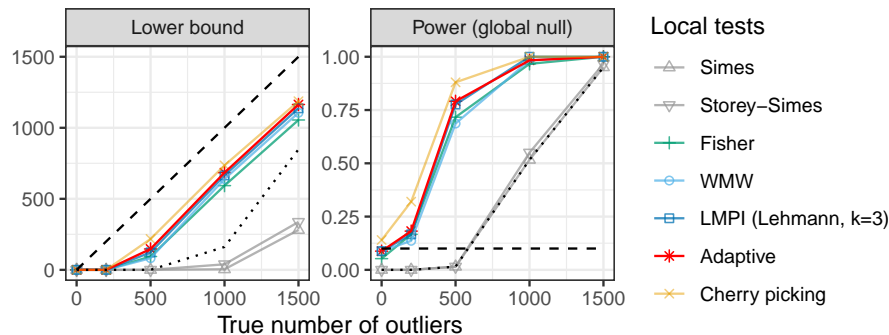 Lower bound
Power (global null)
1500
1000
500
0
0 500 1000 1500
1.00
0.75
0.50
0.25
0.00
0 500 1000 1500
True number of outliers
Local tests
Simes
Storey−Simes
Fisher
WMW
LMPI (Lehmann, k=3)
Adaptive
Cherry picking